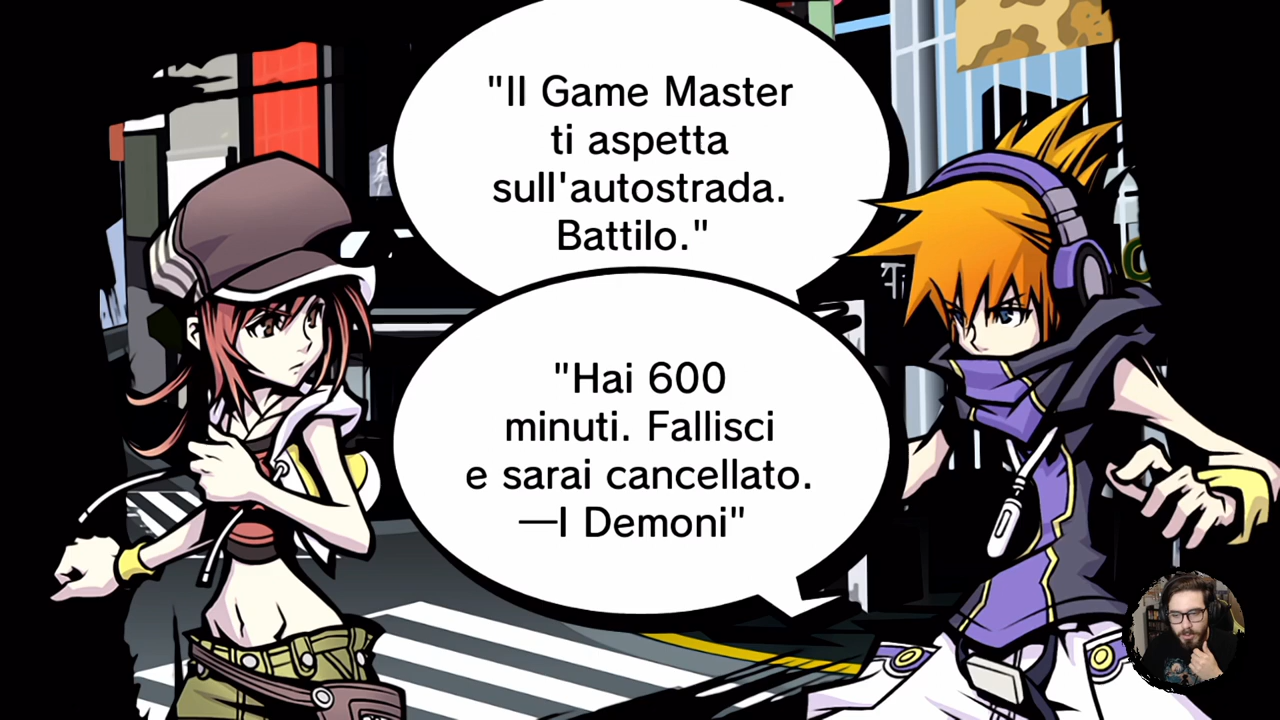 "Il Game Master
ti aspetta
sull'autostrada.
Battilo."
"Hai 600
minuti. Fallisci
e sarai cancellato.
—I Demoni"